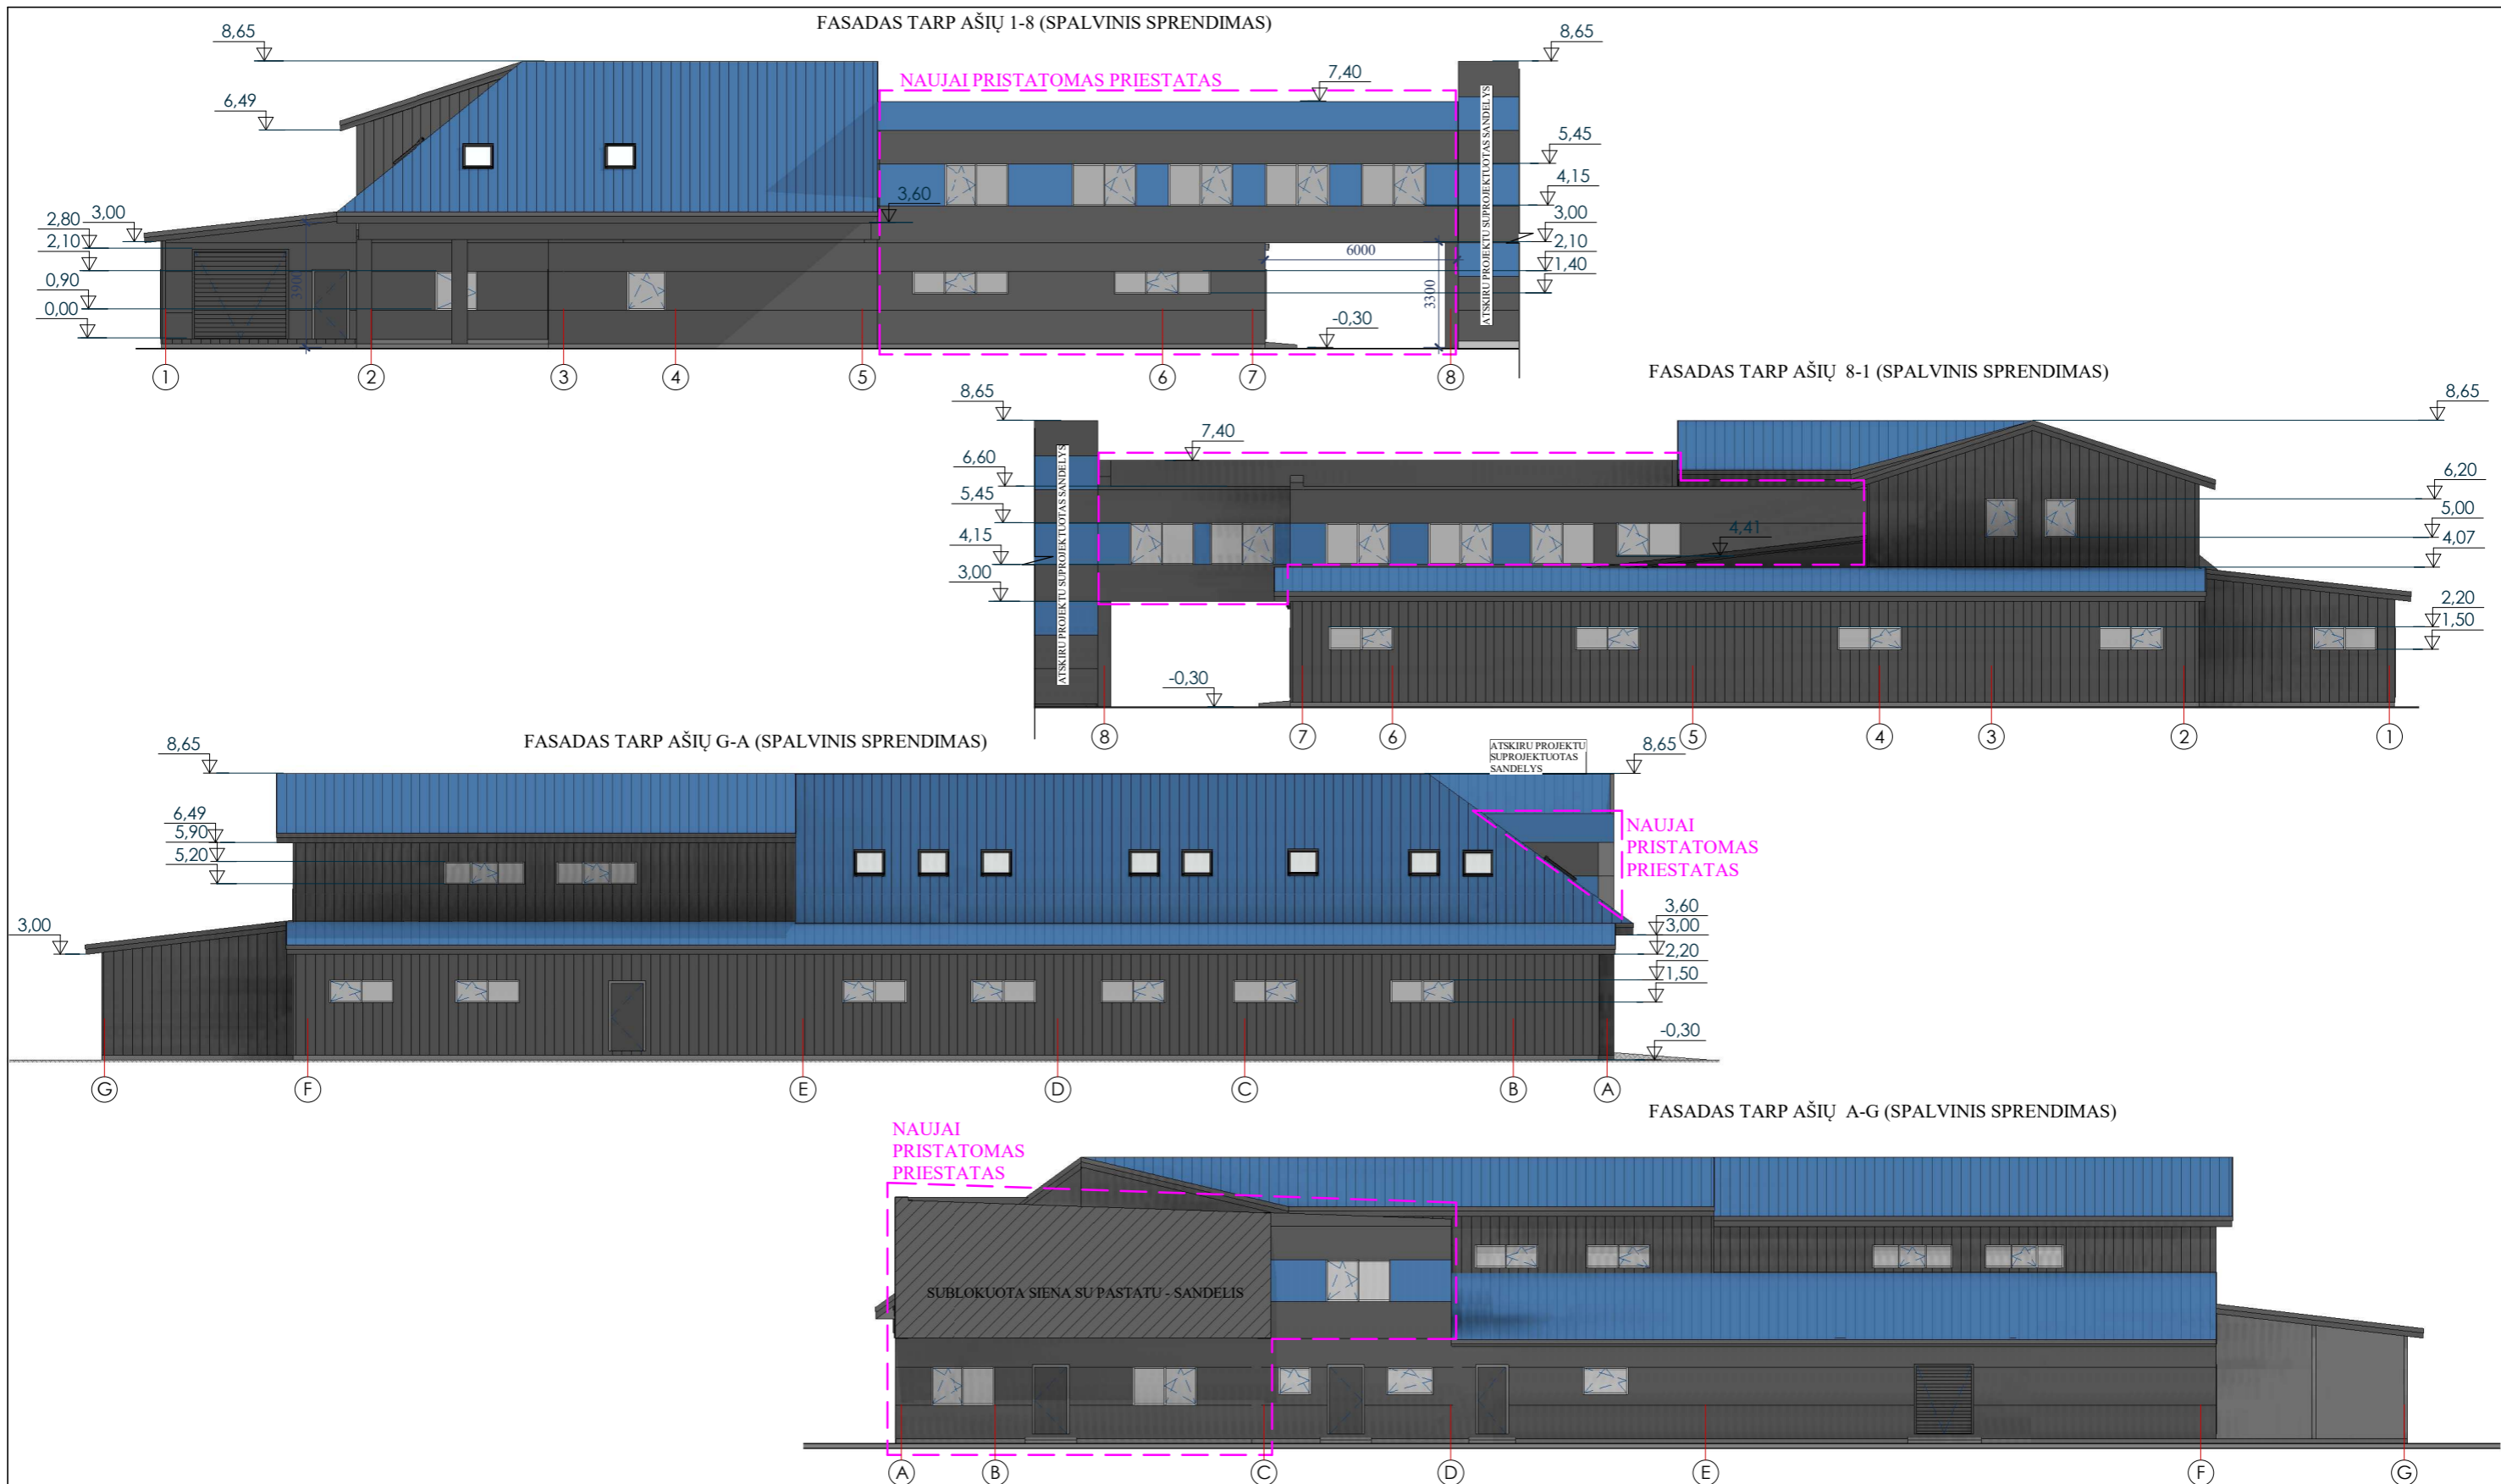 FASADAS TARP AŠIŲ 1-8 (SPALVINIS SPRENDIMAS)
8,65
8,65
NAUJAI PRISTATOMAS PRIESTATAS
7,40
6,49
ATSKIRU PROJEKTU SUPROJEKTUOTAS SANDELYS
5,45
4,15
3,60
2,80
3,00
3,00
2,10
2,10
6000
1,40
0,90
3900
3300
0,00
-0,30
1
2
3
4
5
6
7
8
FASADAS TARP AŠIŲ 8-1 (SPALVINIS SPRENDIMAS)
8,65
8,65
7,40
ATSKIRU PROJEKTU SUPROJEKTUOTAS SANDELYS
6,60
6,20
5,45
5,00
4,41
4,15
4,07
3,00
2,20
1,50
-0,30
8
7
6
5
4
3
2
1
FASADAS TARP AŠIŲ G-A (SPALVINIS SPRENDIMAS)
ATSKIRU PROJEKTU
SUPROJEKTUOTAS
SANDELYS
8,65
8,65
6,49
5,90
5,20
NAUJAI
PRISTATOMAS
PRIESTATAS
3,00
3,60
3,00
2,20
1,50
-0,30
G
F
E
D
C
B
A
FASADAS TARP AŠIŲ A-G (SPALVINIS SPRENDIMAS)
NAUJAI
PRISTATOMAS
PRIESTATAS
SUBLOKUOTA SIENA SU PASTATU - SANDELIS
A
B
C
D
E
F
G